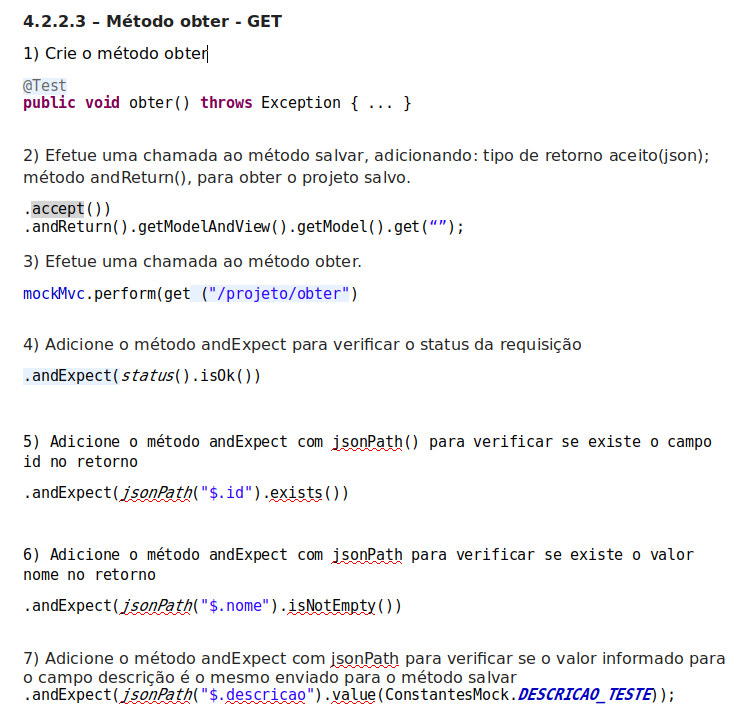 4.2.2.3 – Método obter - GET
1) Crie o método obter
@Test
public void obter() throws Exception { ... }
2) Efetue uma chamada ao método salvar, adicionando: tipo de retorno aceito(json);
método andReturn(), para obter o projeto salvo.
.accept())
.andReturn().getModelAndView().getModel().get(“”);
3) Efetue uma chamada ao método obter.
mockMvc.perform(get ("/projeto/obter")
4) Adicione o método andExpect para verificar o status da requisição
.andExpect(status().isOk())
5) Adicione o método andExpect com jsonPath() para verificar se existe o campo
id no retorno
.andExpect(jsonPath("$.id").exists())
6) Adicione o método andExpect com jsonPath para verificar se existe o valor
nome no retorno
.andExpect(jsonPath("$.nome").isNotEmpty())
7) Adicione o método andExpect com jsonPath para verificar se o valor informado para
o campo descrição é o mesmo enviado para o método salvar
.andExpect(jsonPath("$.descricao").value(ConstantesMock.DESCRICAO_TESTE));